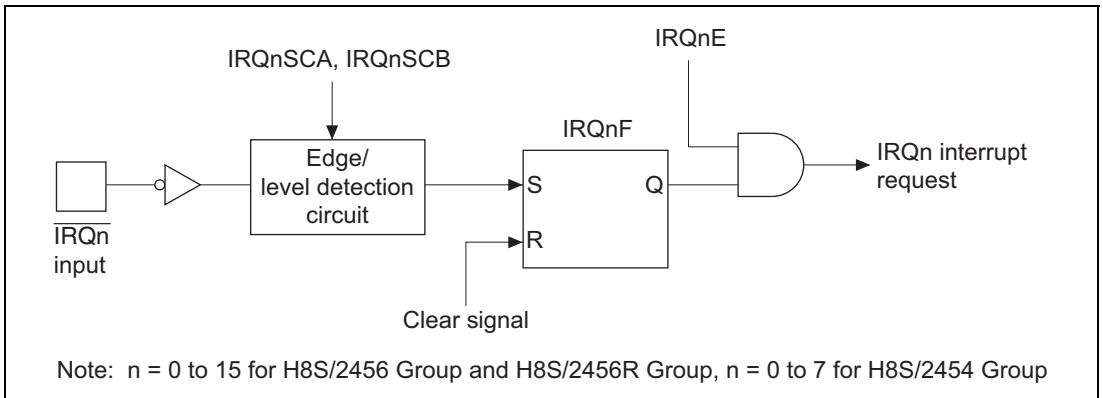 IRQnE
IRQnSCA, IRQnSCB
IRQnF
Edge/
level detection
circuit
S
Q
R
IRQn interrupt
request
IRQn
input
Clear signal
Note: n = 0 to 15 for H8S/2456 Group and H8S/2456R Group, n = 0 to 7 for H8S/2454 Group